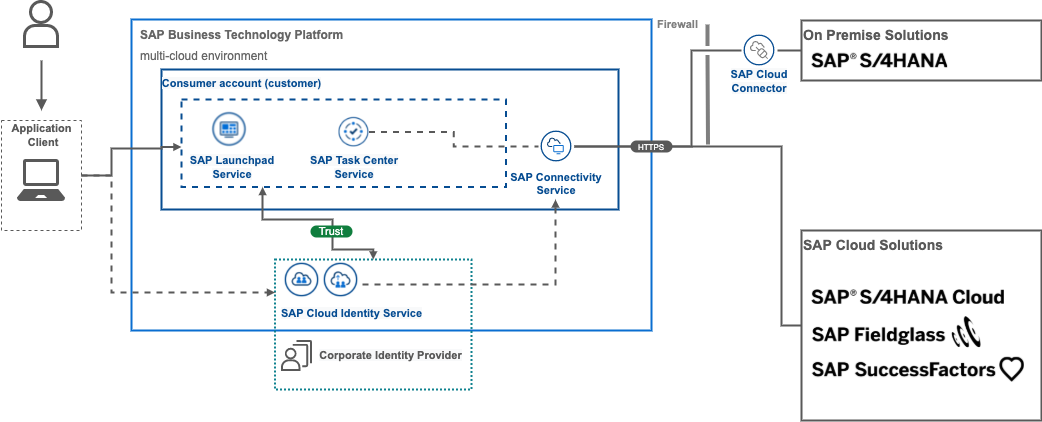 SAP Business Technology Platform
multi-cloud environment
Firewall
On Premise Solutions
SAP® S/4HANA
SAP Cloud
Connector
Consumer account (customer)
Application
Client
SAP Launchpad
Service
SAP Task Center
Service
SAP Connectivity
Service
HTTPS
Trust
SAP Cloud Identity Service
Corporate Identity Provider
SAP Cloud Solutions
SAP® S/4HANA Cloud
SAP Fieldglass
SAP SuccessFactors